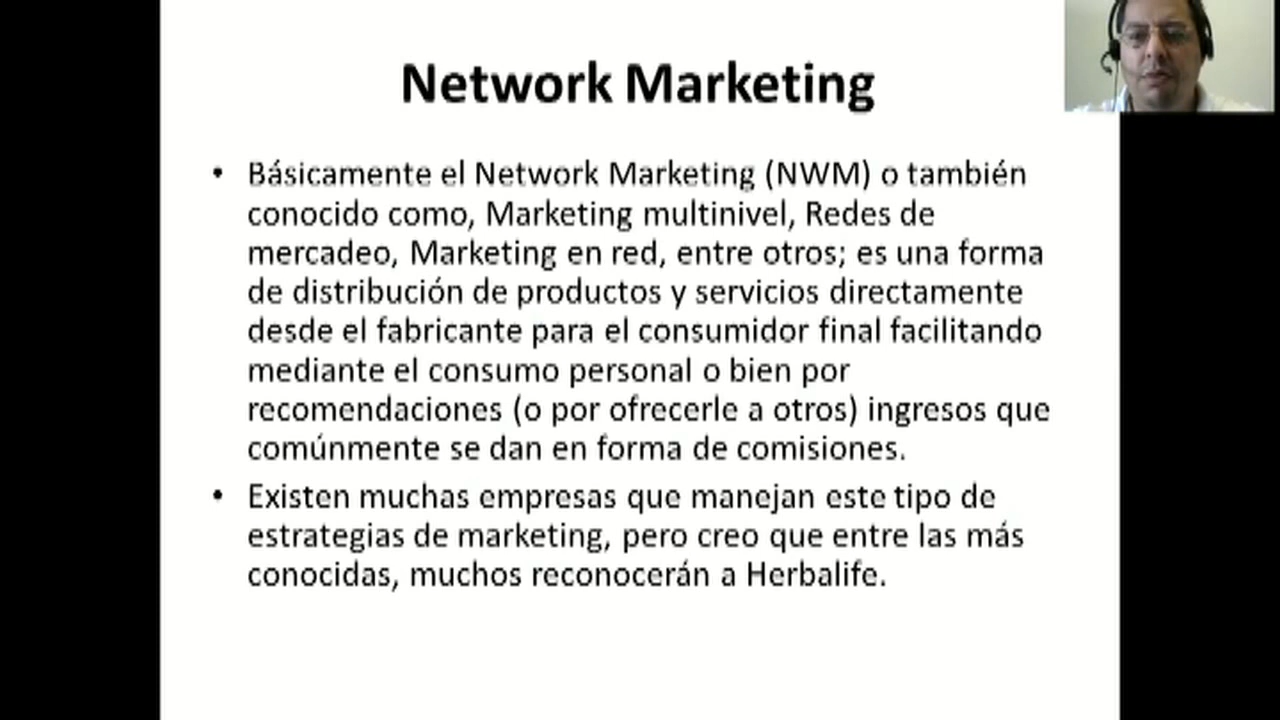 Network Marketing
• Básicamente el Network Marketing (NWM) o también
conocido como, Marketing multinivel, Redes de
mercadeo, Marketing en red, entre otros; es una forma
de distribución de productos y servicios directamente
desde el fabricante para el consumidor final facilitando
mediante el consumo personal o bien por
recomendaciones (o por ofrecerle a otros) ingresos que
comúnmente se dan en forma de comisiones.
• Existen muchas empresas que manejan este tipo de
estrategias de marketing, pero creo que entre las más
conocidas, muchos reconocerán a Herbalife.